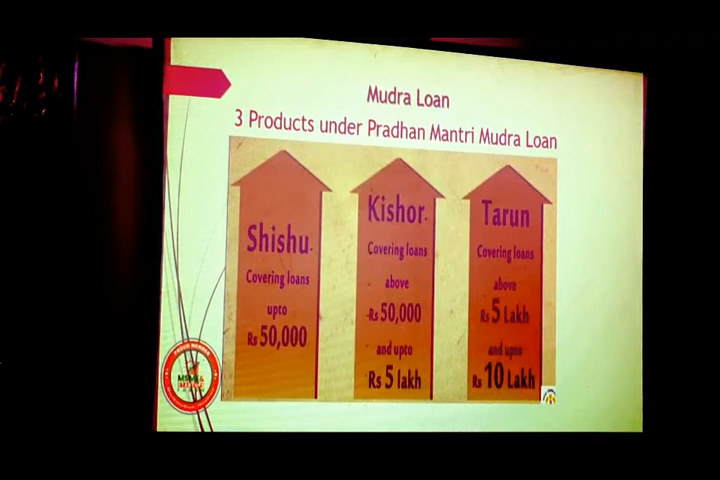 Mudra Loan
3 Products under Pradhan Mantri Mudra Loan
Shishu-
Covering loans
upto
Rs 50,000
Kishor-
Covering loans
above
-Rs 50,000
and upto
Rs 5 lakh
Tarun
Covering loans
above
Rs 5 Lakh
and upto
Rs 10 Lakh
PROUD MEMBER